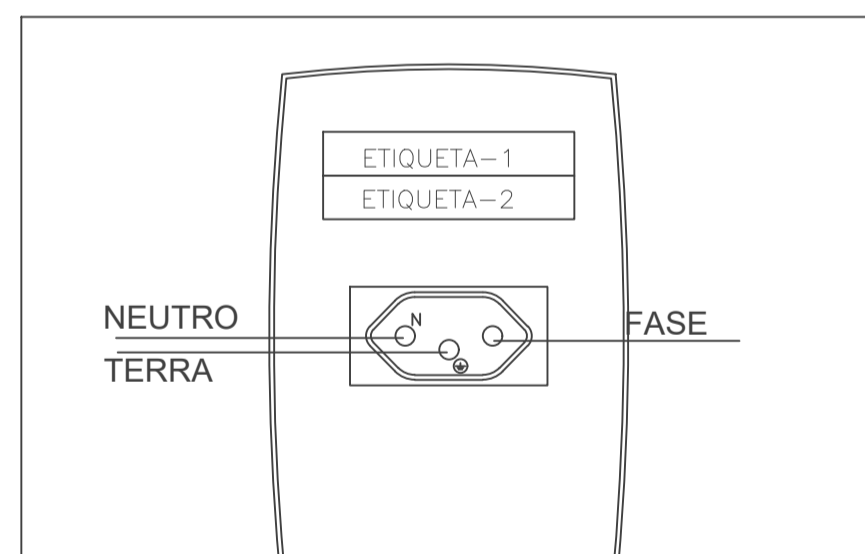 ETIQUETA-1
ETIQUETA-2
NEUTRO
N
FASE
TERRA